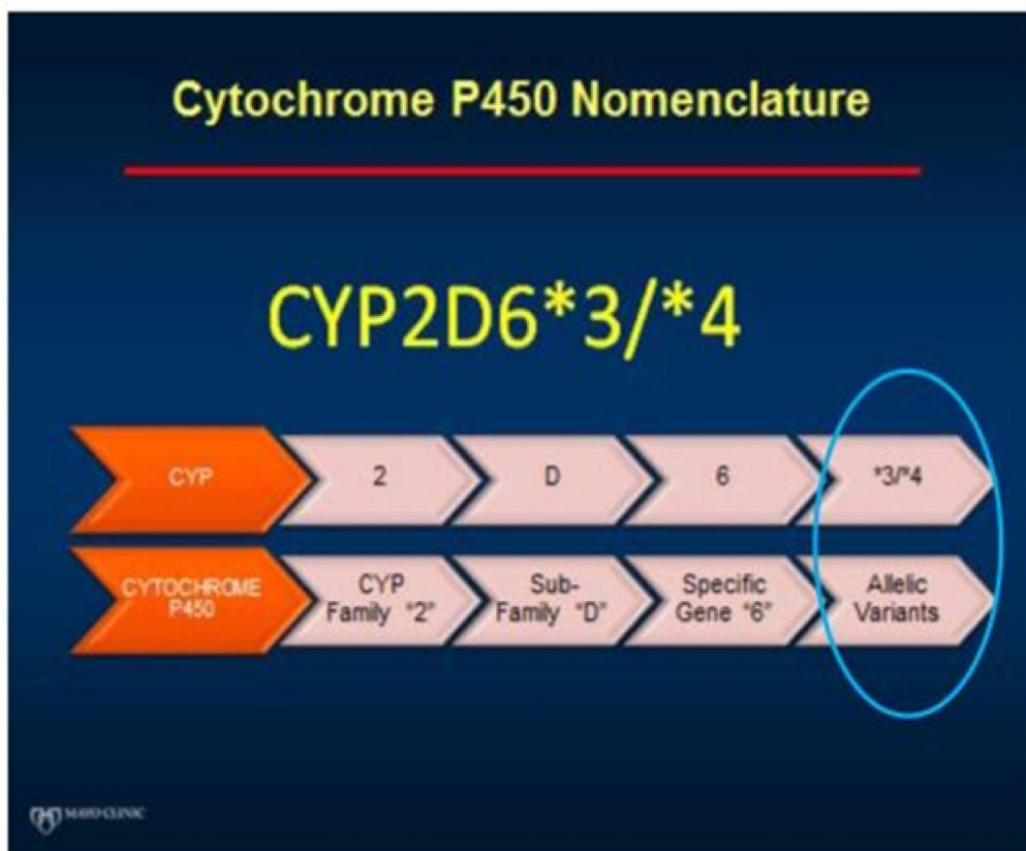 Cytochrome P450 Nomenclature
CYP2D6*3/*4
CYP
2
D
6
*3/*4
CYTOCHROME
P450
CYP
Family "2"
Sub-
Family "D"
Specific
Gene "6"
Allelic
Variants
MAYO CLINIC